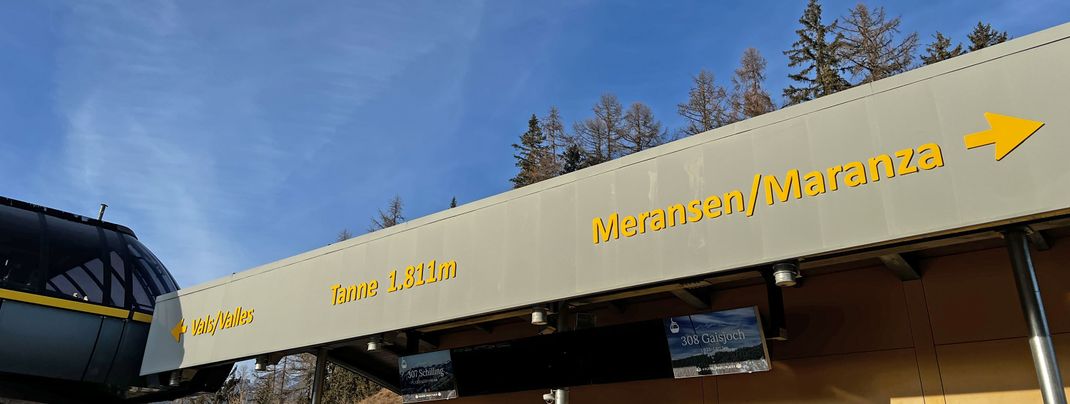 Vals/Valles
Tanne 1.811m
Meransen/Maranza
307 Schilling
308 Gaisjoch